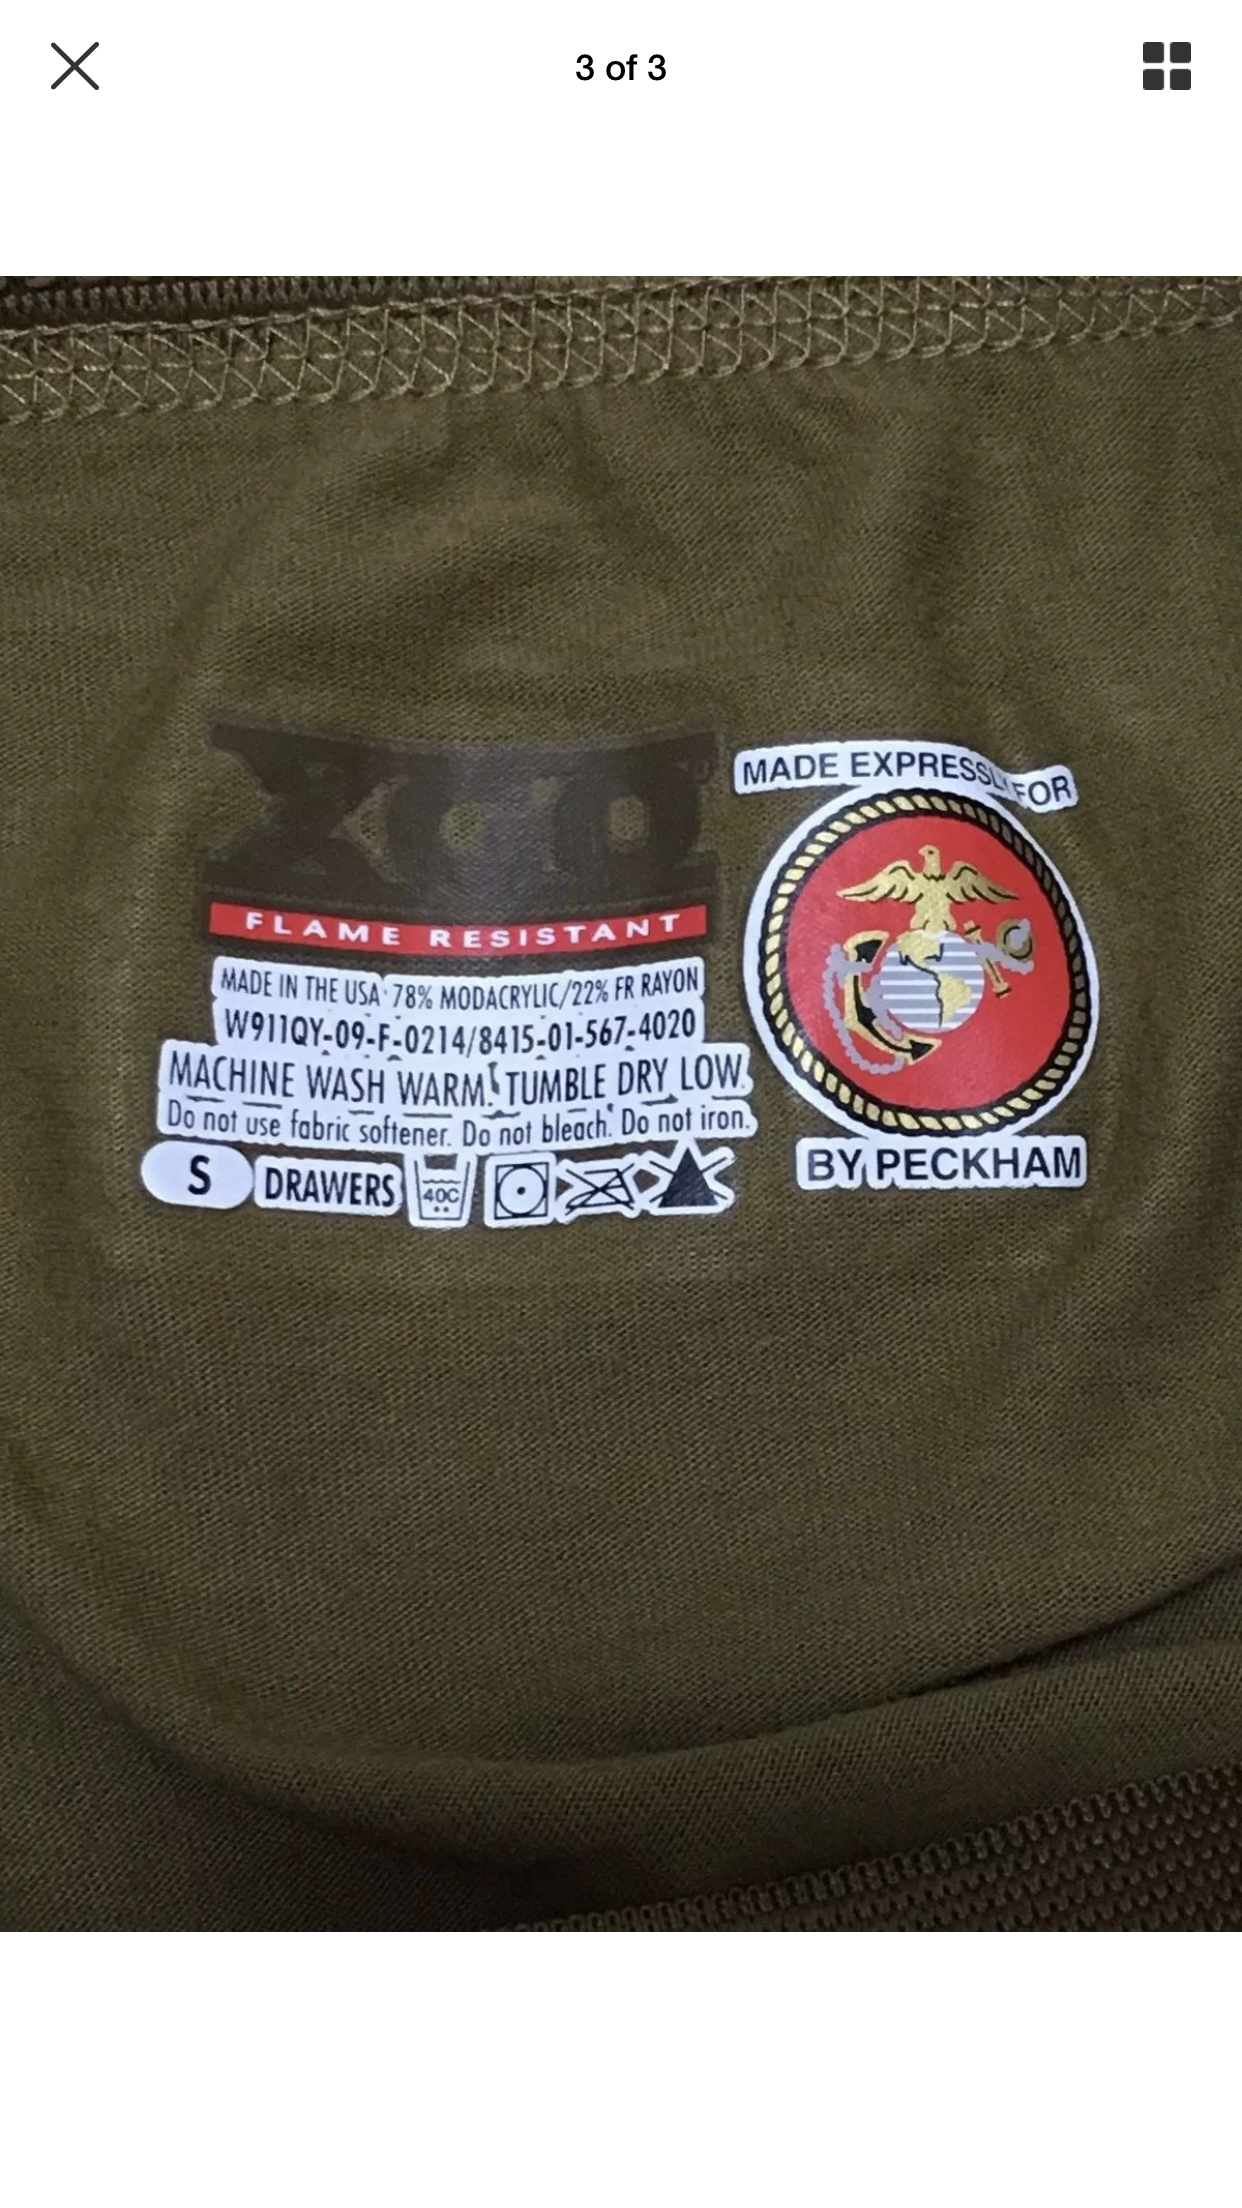 3 of 3
XGO
FLAME RESISTANT
MADE IN THE USA 78% MODACRYLIC/22% FR RAYON
W911QY-09-F-0214/8415-01-567-4020
MACHINE WASH WARM. TUMBLE DRY LOW.
Do not use fabric softener. Do not bleach. Do not iron.
S DRAWERS 40C
MADE EXPRESSLY FOR
BY PECKHAM